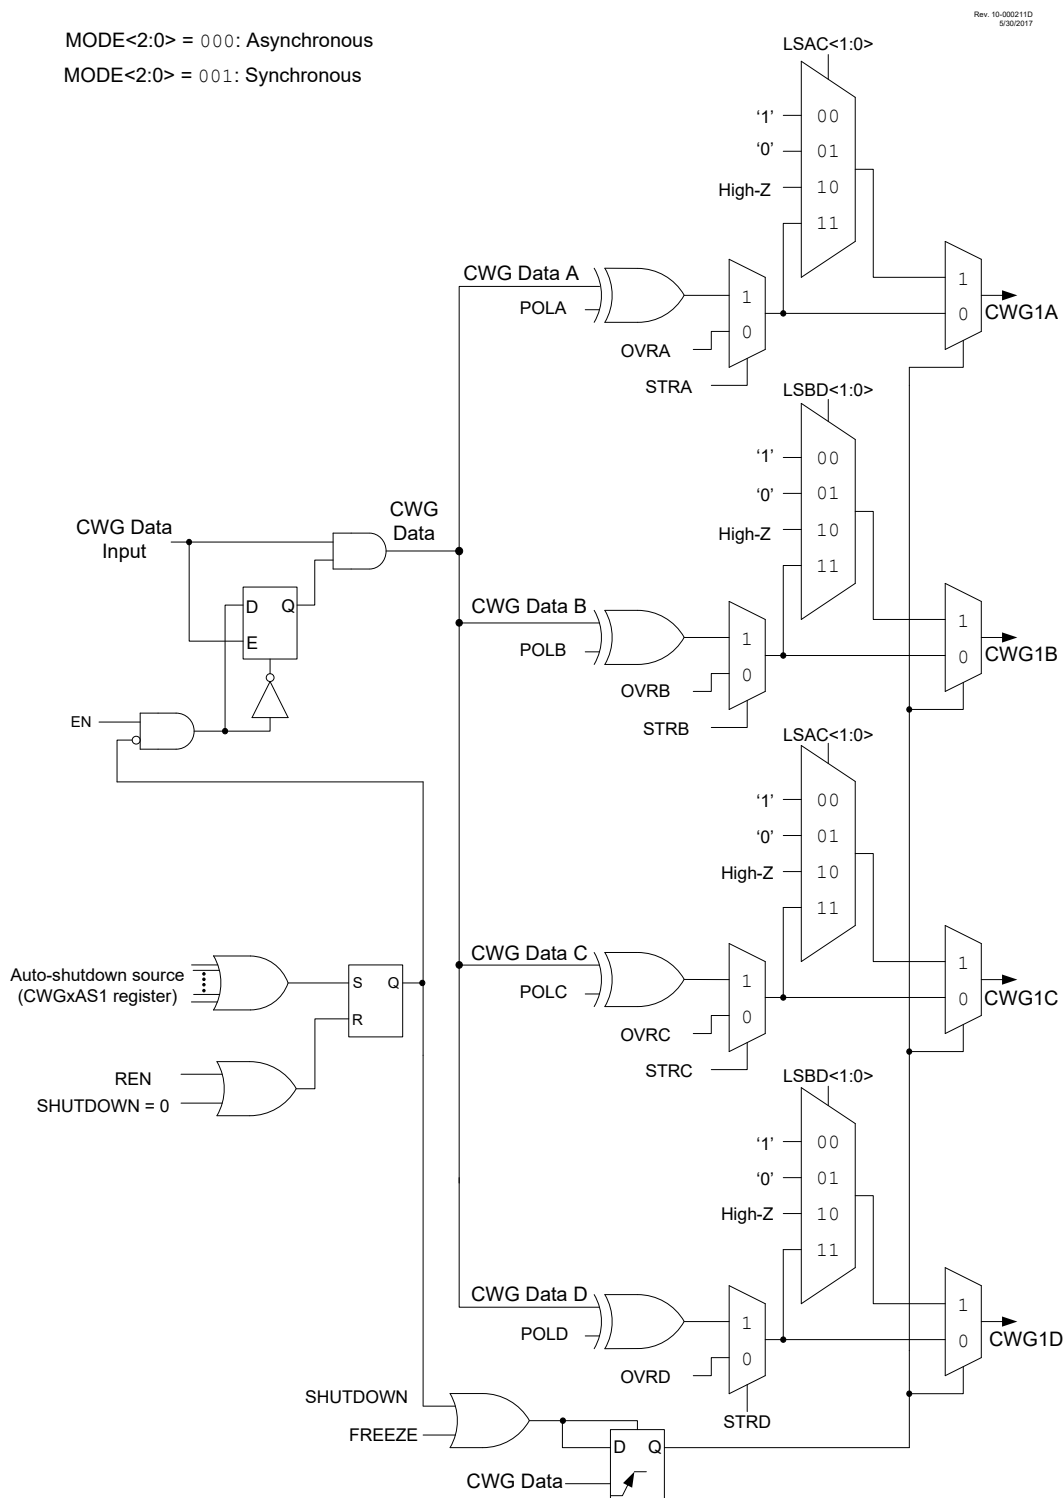 Rev. 10-000211D
5/30/2017
MODE<2:0> = 000: Asynchronous
MODE<2:0> = 001: Synchronous
LSAC<1:0>
‘1’
00
‘0’
01
High-Z
10
11
CWG Data A
POLA
1
0
OVRA
STRA
1
0
CWG1A
LSBD<1:0>
‘1’
00
‘0’
01
High-Z
10
11
CWG Data
Input
CWG
Data
D
Q
E
EN
CWG Data B
POLB
1
0
OVRB
STRB
1
0
CWG1B
LSAC<1:0>
‘1’
00
‘0’
01
High-Z
10
11
CWG Data C
POLC
1
0
OVRC
STRC
1
0
CWG1C
Auto-shutdown source
(CWGxAS1 register)
S
Q
R
REN
SHUTDOWN = 0
LSBD<1:0>
‘1’
00
‘0’
01
High-Z
10
11
CWG Data D
POLD
1
0
OVRD
STRD
1
0
CWG1D
SHUTDOWN
FREEZE
D
Q
CWG Data